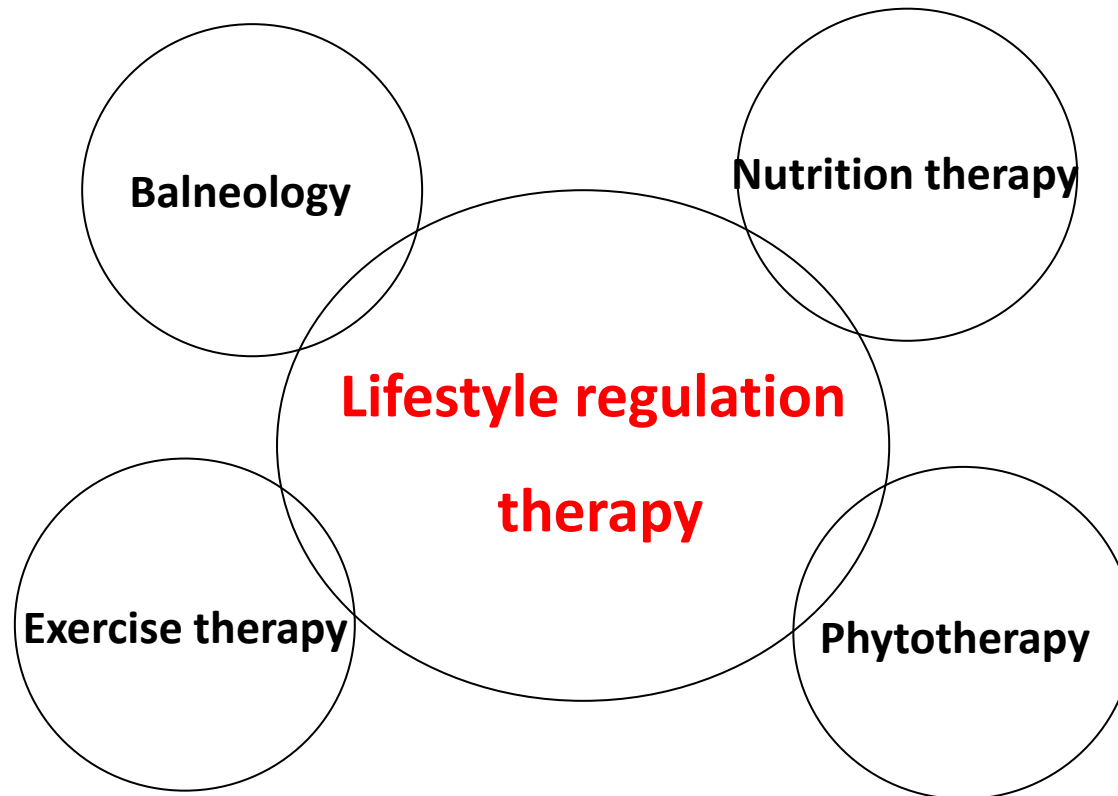 Balneology
Nutrition therapy
Lifestyle regulation
therapy
Exercise therapy
Phytotherapy